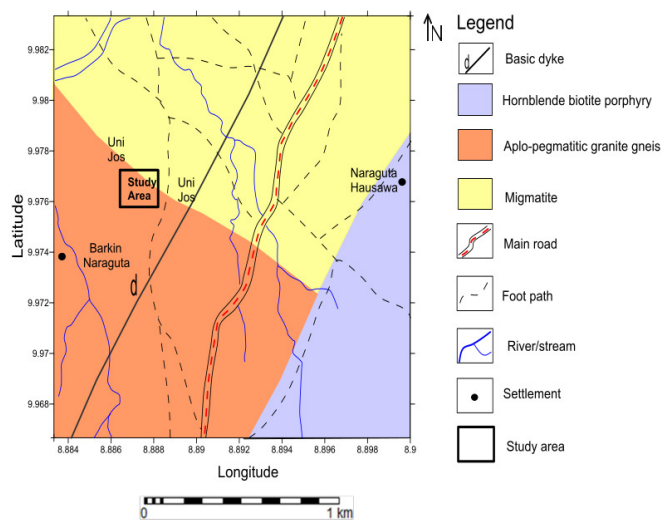 9.982
9.98
9.978
9.976
9.974
9.972
9.97
9.968
Latitude
8.884
8.886
8.888
8.89
8.892
8.894
8.896
8.898
8.9
Longitude
Uni
Jos
Study
Area
Uni
Jos
Naraguta
Hausawa
Barkin
Naraguta
d
N
0
1 km
Legend
d
Basic dyke
Hornblende biotite porphyry
Aplo-pegmatitic granite gneis
Migmatite
Main road
Foot path
River/stream
Settlement
Study area